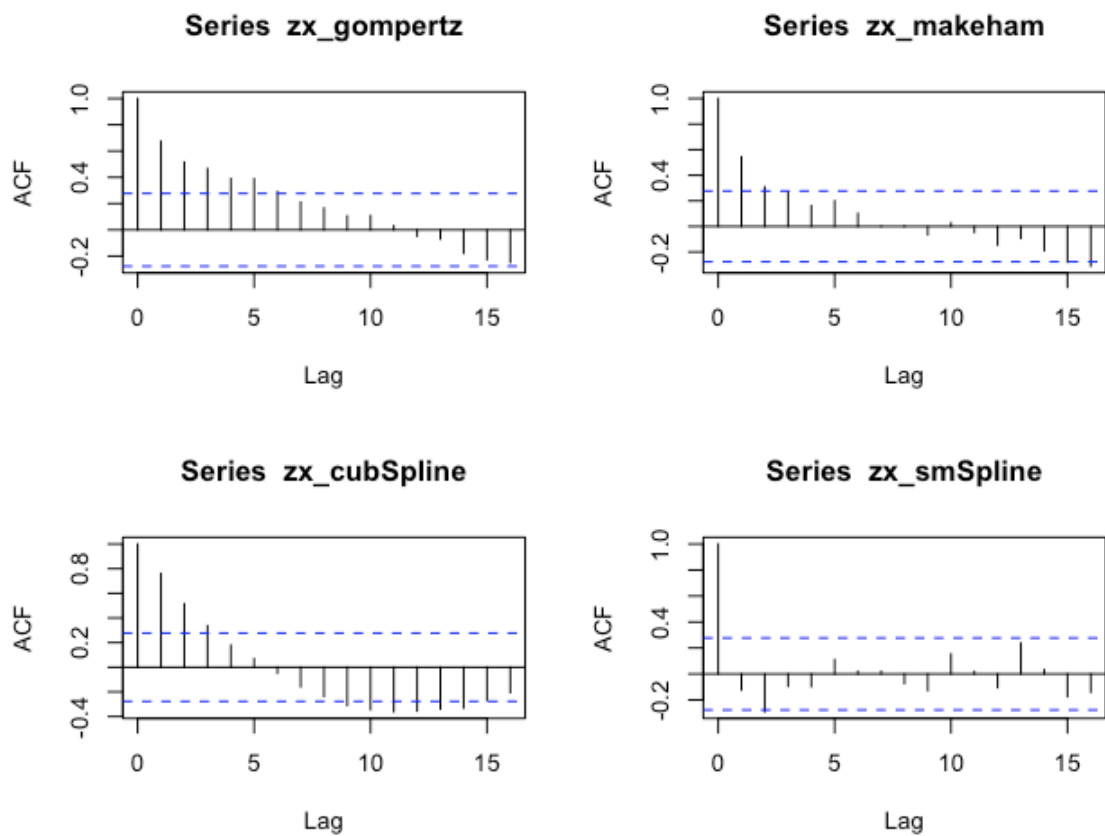 Series zx_gompertz
ACF
-0.2 0.4 1.0
0 5 10 15
Lag
Series zx_makeham
ACF
-0.2 0.4 1.0
0 5 10 15
Lag
Series zx_cubSpline
ACF
-0.4 0.2 0.8
0 5 10 15
Lag
Series zx_smSpline
ACF
-0.2 0.4 1.0
0 5 10 15
Lag